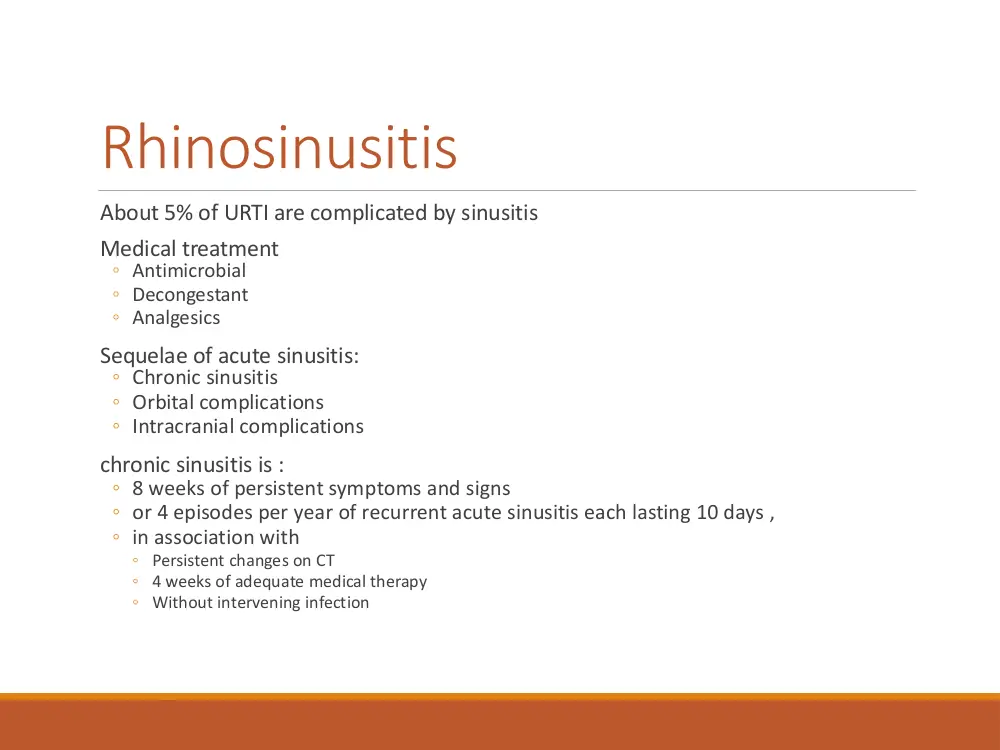 Rhinosinusitis
About 5% of URTI are complicated by sinusitis
Medical treatment
◦ Antimicrobial
◦ Decongestant
◦ Analgesics
Sequelae of acute sinusitis:
◦ Chronic sinusitis
◦ Orbital complications
◦ Intracranial complications
chronic sinusitis is :
◦ 8 weeks of persistent symptoms and signs
◦ or 4 episodes per year of recurrent acute sinusitis each lasting 10 days ,
◦ in association with
◦ Persistent changes on CT
◦ 4 weeks of adequate medical therapy
◦ Without intervening infection